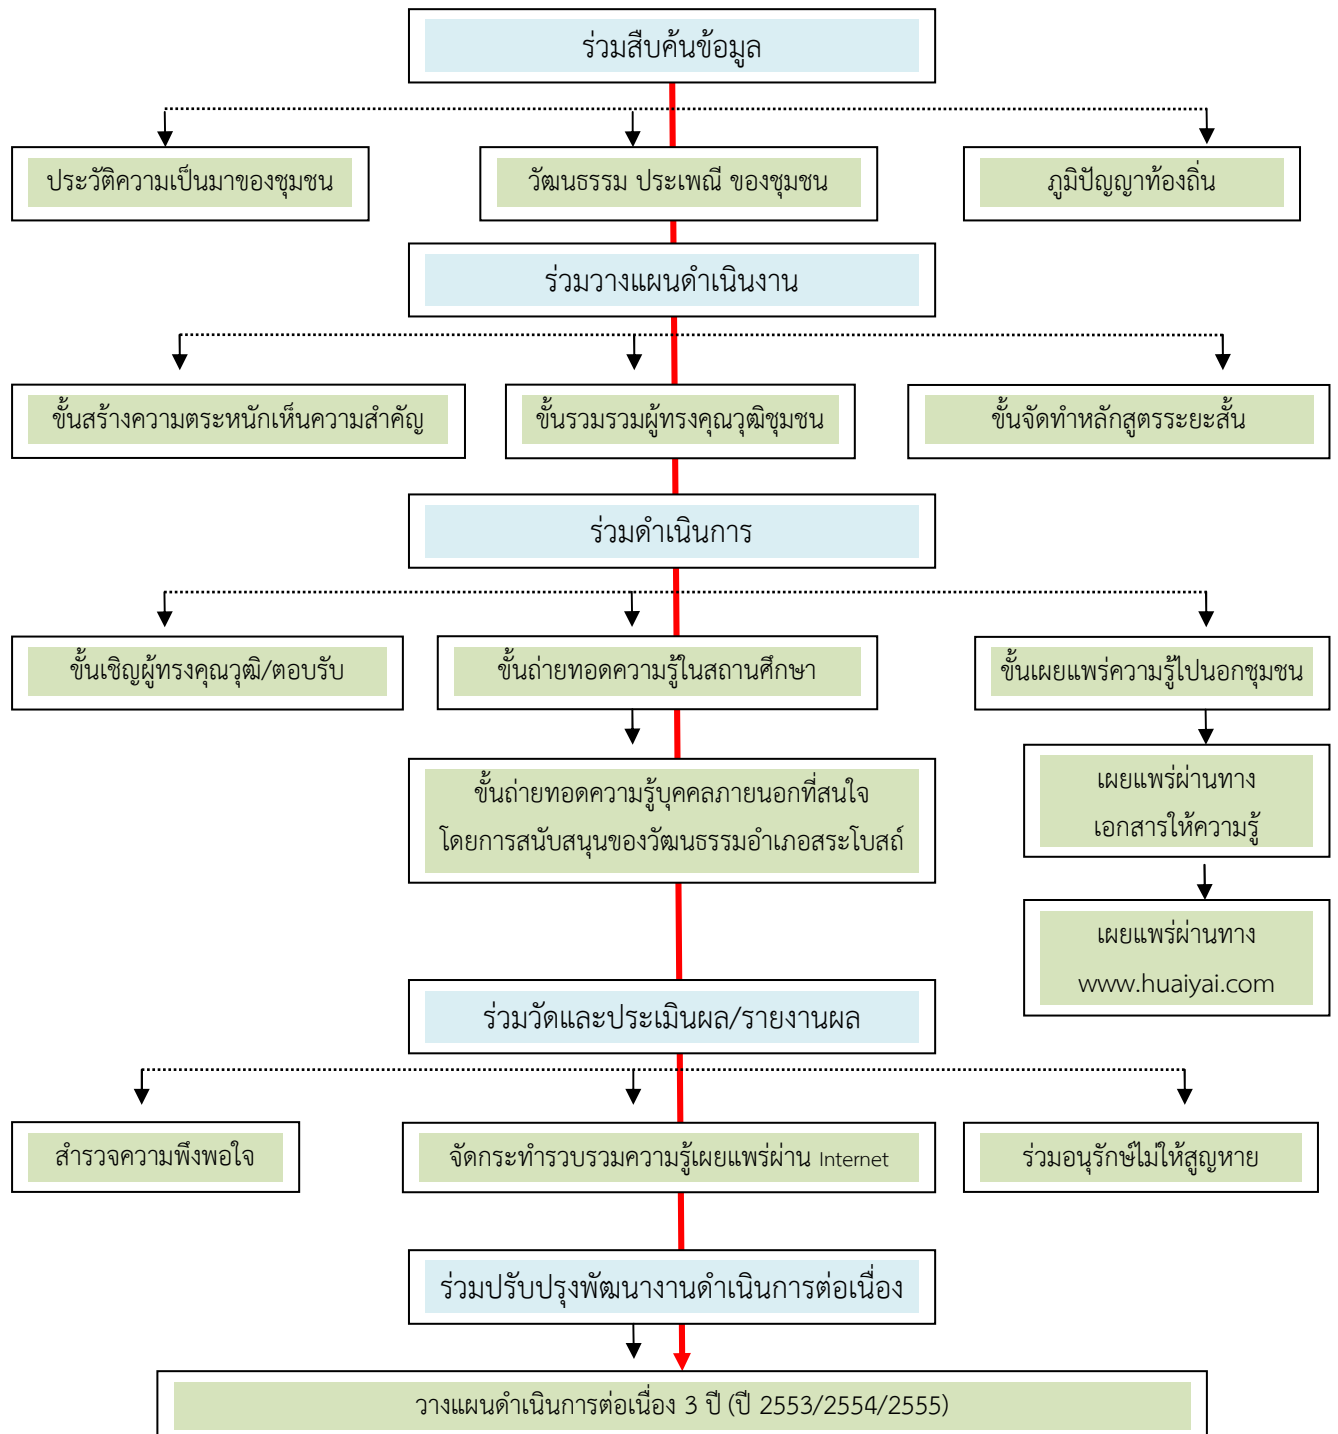 ร่วมสืบค้นข้อมูล
ประวัติความเป็นมาของชุมชน
วัฒนธรรม ประเพณี ของชุมชน
ภูมิปัญญาท้องถิ่น
ร่วมวางแผนดำเนินงาน
ขั้นสร้างความตระหนักเห็นความสำคัญ
ขั้นรวมรวมผู้ทรงคุณวุฒิชุมชน
ขั้นจัดทำหลักสูตรระยะสั้น
ร่วมดำเนินการ
ขั้นเชิญผู้ทรงคุณวุฒิ/ตอบรับ
ขั้นถ่ายทอดความรู้ในสถานศึกษา
ขั้นเผยแพร่ความรู้ไปนอกชุมชน
ขั้นถ่ายทอดความรู้บุคคลภายนอกที่สนใจ
โดยการสนับสนุนของวัฒนธรรมอำเภอสระโบสถ์
เผยแพร่ผ่านทาง
เอกสารให้ความรู้
เผยแพร่ผ่านทาง
www.huaiyai.com
ร่วมวัดและประเมินผล/รายงานผล
สำรวจความพึงพอใจ
จัดกระทำรวบรวมความรู้เผยแพร่ผ่าน Internet
ร่วมอนุรักษ์ไม่ให้สูญหาย
ร่วมปรับปรุงพัฒนางานดำเนินการต่อเนื่อง
วางแผนดำเนินการต่อเนื่อง 3 ปี (ปี 2553/2554/2555)